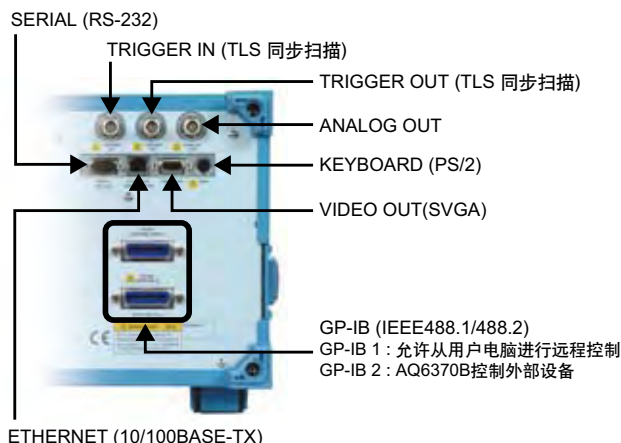 SERIAL (RS-232)
TRIGGER IN (TLS 同步扫描)
TRIGGER OUT (TLS 同步扫描)
ANALOG OUT
KEYBOARD (PS/2)
VIDEO OUT(SVGA)
GP-IB (IEEE488.1/488.2)
GP-IB 1 : 允许从用户电脑进行远程控制
GP-IB 2 : AQ6370B控制外部设备
ETHERNET (10/100BASE-TX)
CE